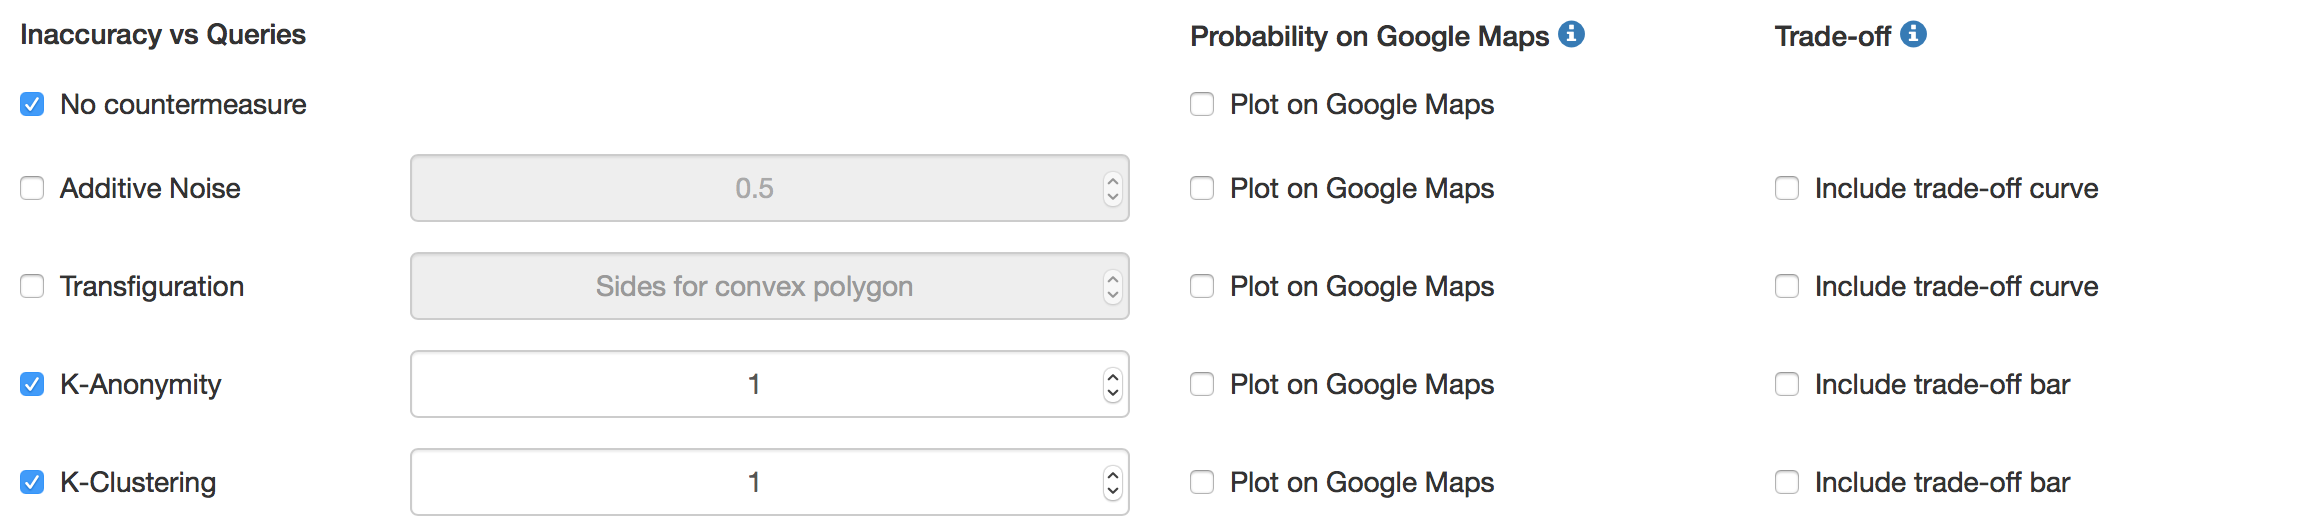 Inaccuracy vs Queries Probability on Google Maps Trade-off
No countermeasure Plot on Google Maps
Additive Noise 0.5 Plot on Google Maps Include trade-off curve
Transfiguration Sides for convex polygon Plot on Google Maps Include trade-off curve
K-Anonymity 1 Plot on Google Maps Include trade-off bar
K-Clustering 1 Plot on Google Maps Include trade-off bar